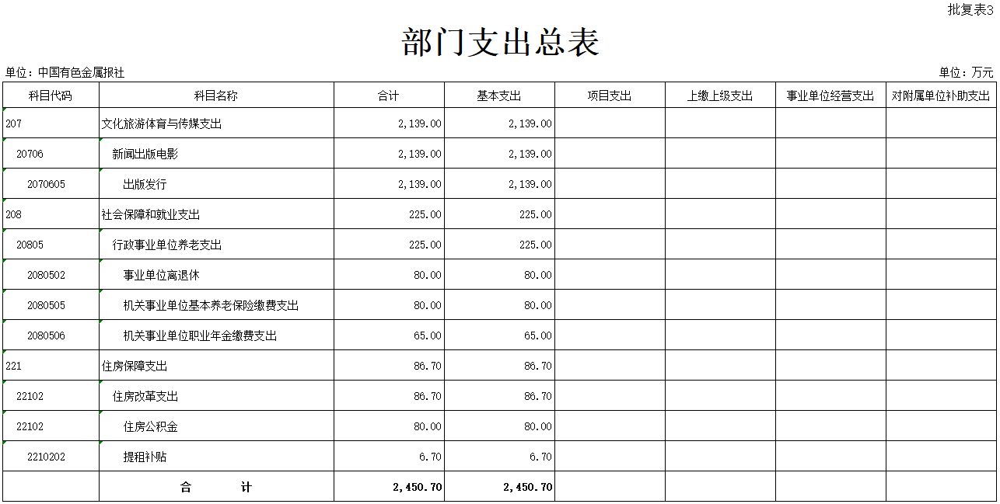 批复表3
部门支出总表
单位：中国有色金属报社 单位：万元
科目代码 科目名称 合计 基本支出 项目支出 上缴上级支出 事业单位经营支出 对附属单位补助支出
207 文化旅游体育与传媒支出 2,139.00 2,139.00
20706 新闻出版电影 2,139.00 2,139.00
2070605 出版发行 2,139.00 2,139.00
208 社会保障和就业支出 225.00 225.00
20805 行政事业单位养老支出 225.00 225.00
2080502 事业单位离退休 80.00 80.00
2080505 机关事业单位基本养老保险缴费支出 80.00 80.00
2080506 机关事业单位职业年金缴费支出 65.00 65.00
221 住房保障支出 86.70 86.70
22102 住房改革支出 86.70 86.70
22102 住房公积金 80.00 80.00
2210202 提租补贴 6.70 6.70
合 计 2,450.70 2,450.70